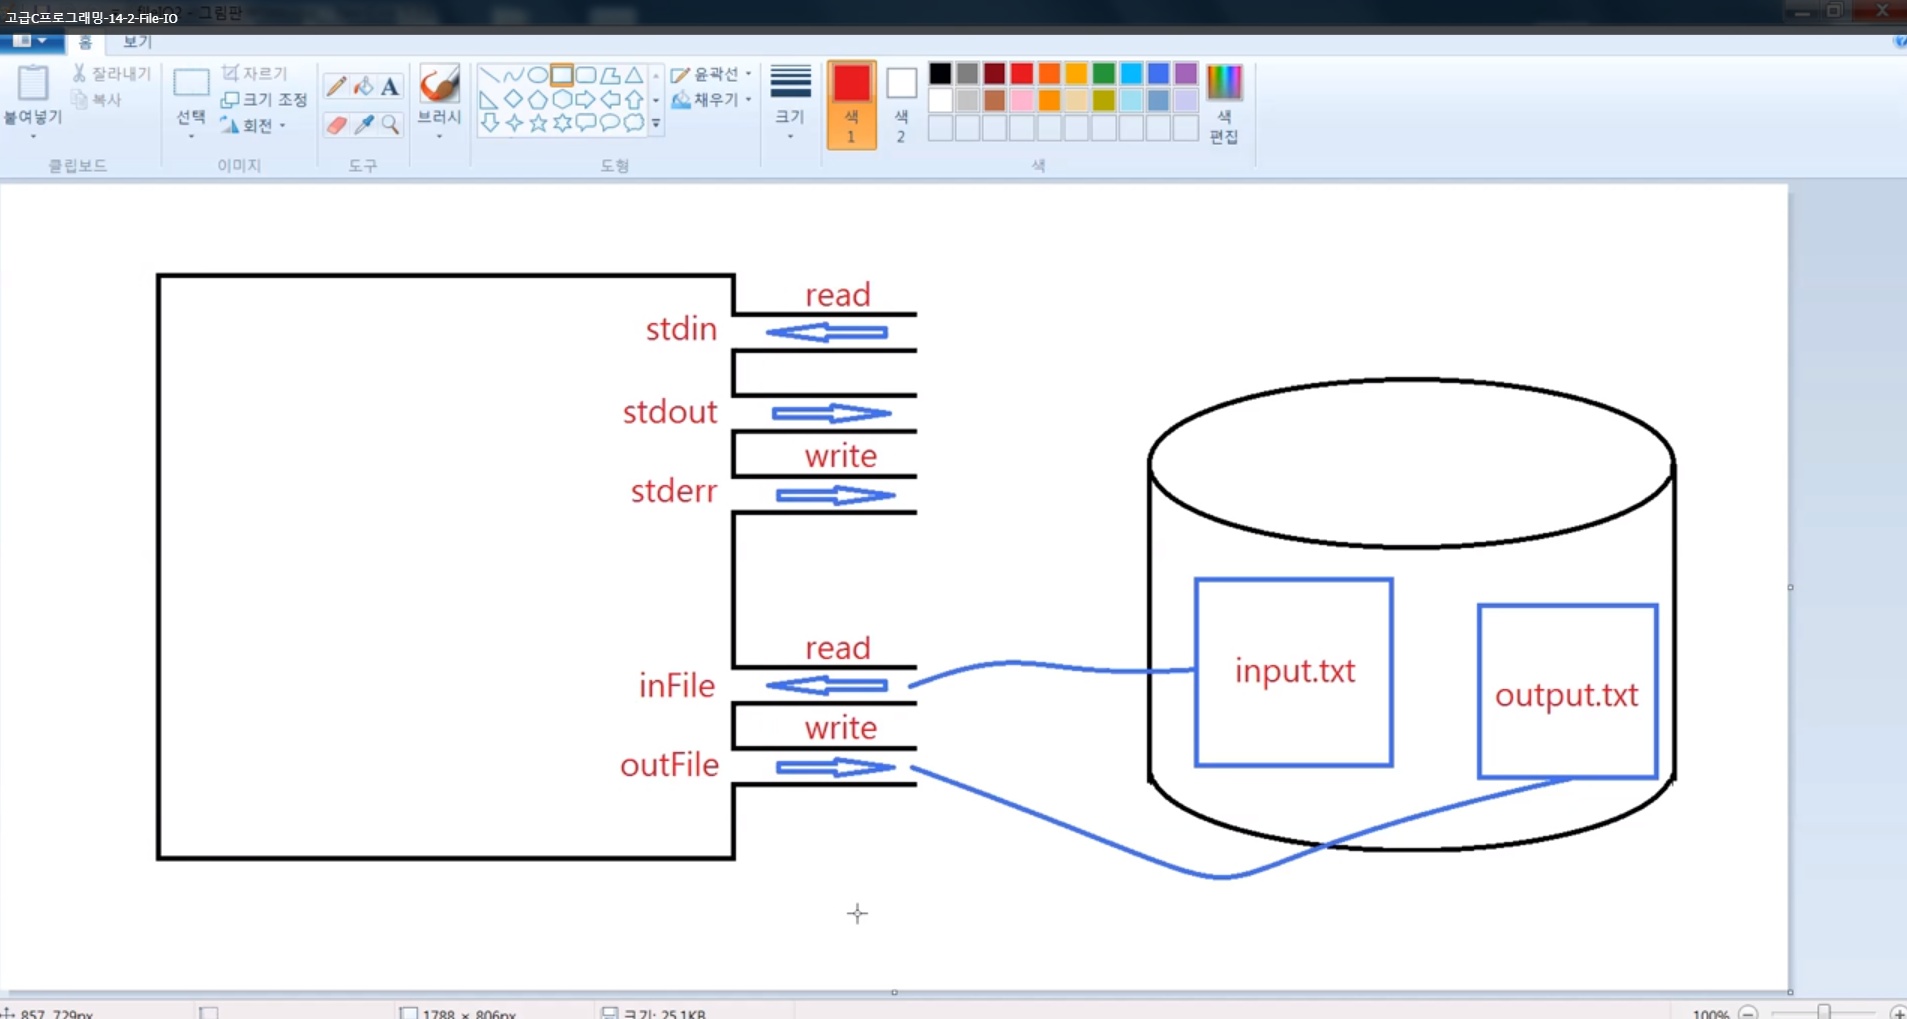 고급C프로그래밍-14-2-File-IO
그림판
홈
보기
붙여넣기
잘라내기
복사
클립보드
선택
자르기
크기 조정
회전
이미지
A
도구
브러시
윤곽선
채우기
도형
크기
색
1
색
2
색
편집
색
read
stdin
stdout
write
stderr
read
inFile
write
outFile
input.txt
output.txt
857, 729px
1788 × 806px
크기: 25.1KB
100%